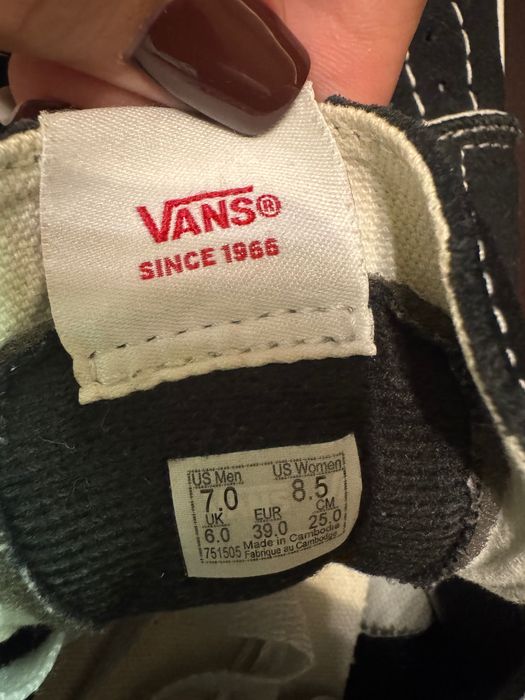 VANS®
SINCE 1966
US Men US Women
7.0 8.5
UK EUR CM
6.0 39.0 25.0
751505 Made in Cambodia
Fabrique au Cambodge